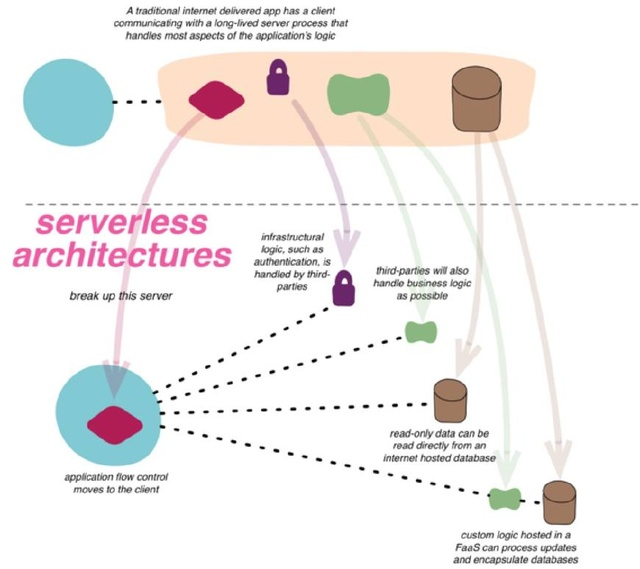 A traditional internet delivered app has a client
communicating with a long-lived server process that
handles most aspects of the application's logic
serverless
architectures
break up this server
infrastructural
logic, such as
authentication, is
handled by third-
parties
third-parties will also
handle business logic
as possible
read-only data can be
read directly from an
internet hosted database
application flow control
moves to the client
custom logic hosted in a
FaaS can process updates
and encapsulate databases